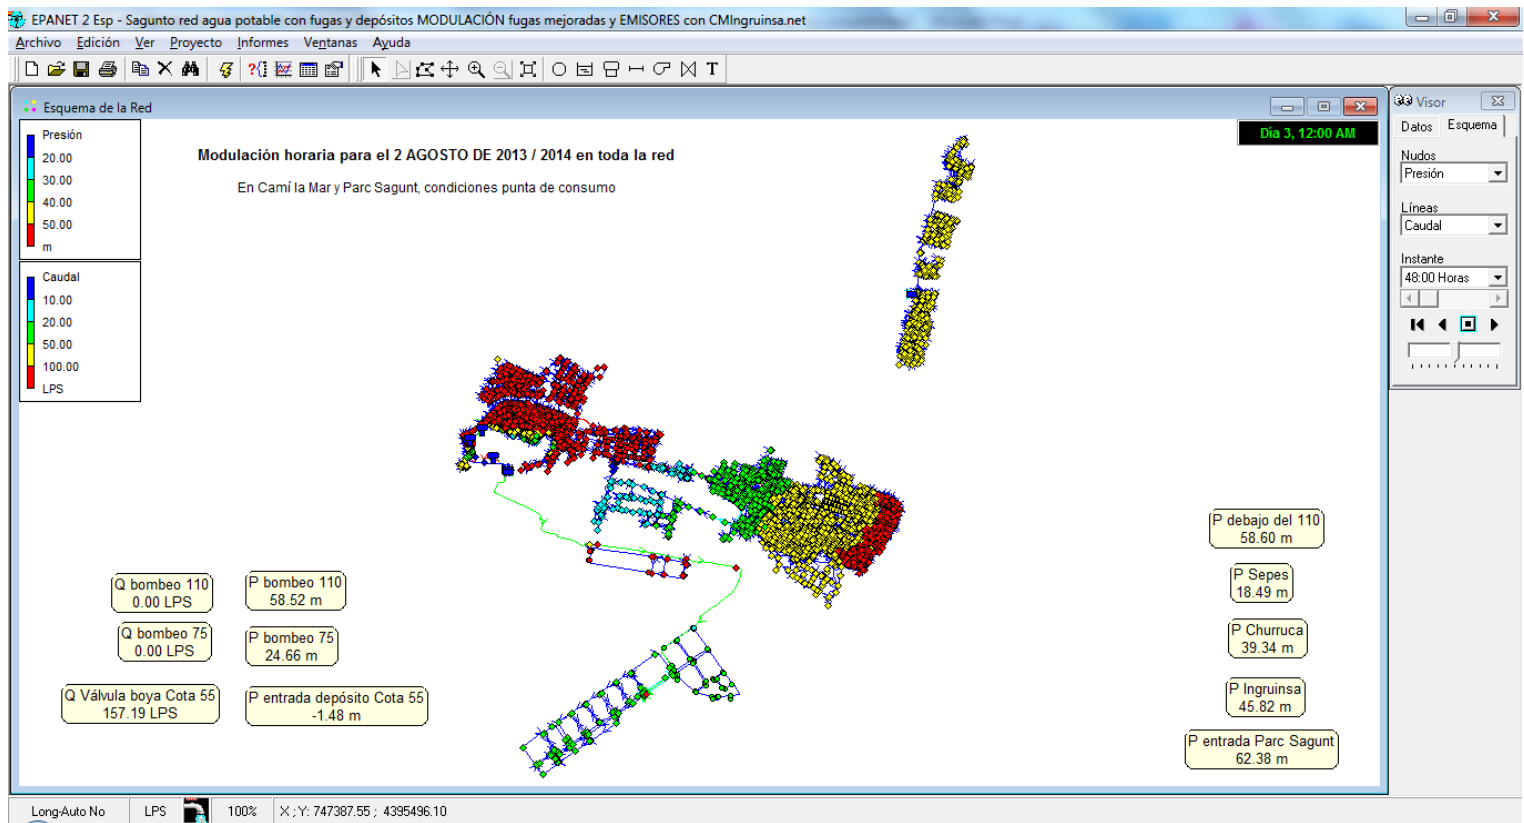 EPANET 2 Esp - Sagunto red agua potable con fugas y depósitos MODULACIÓN fugas mejoradas y EMISORES con CMIngruinsa.net
Archivo Edición Ver Proyecto Informes Ventanas Ayuda
T
Esquema de la Red
Visor
Datos Esquema
Nudos
Presión
Líneas
Caudal
Instante
48:00 Horas
Día 3, 12:00 AM
Presión
20.00
30.00
40.00
50.00
m
Caudal
10.00
20.00
50.00
100.00
LPS
Modulación horaria para el 2 AGOSTO DE 2013 / 2014 en toda la red
En Camí la Mar y Parc Sagunt, condiciones punta de consumo
Q bombeo 110
0.00 LPS
P bombeo 110
58.52 m
Q bombeo 75
0.00 LPS
P bombeo 75
24.66 m
Q Válvula boya Cota 55
157.19 LPS
P entrada depósito Cota 55
-1.48 m
P debajo del 110
58.60 m
P Sepes
18.49 m
P Churruca
39.34 m
P Ingruinsa
45.82 m
P entrada Parc Sagunt
62.38 m
Long-Auto No LPS 100% X ; Y: 747387.55 ; 4395496.10